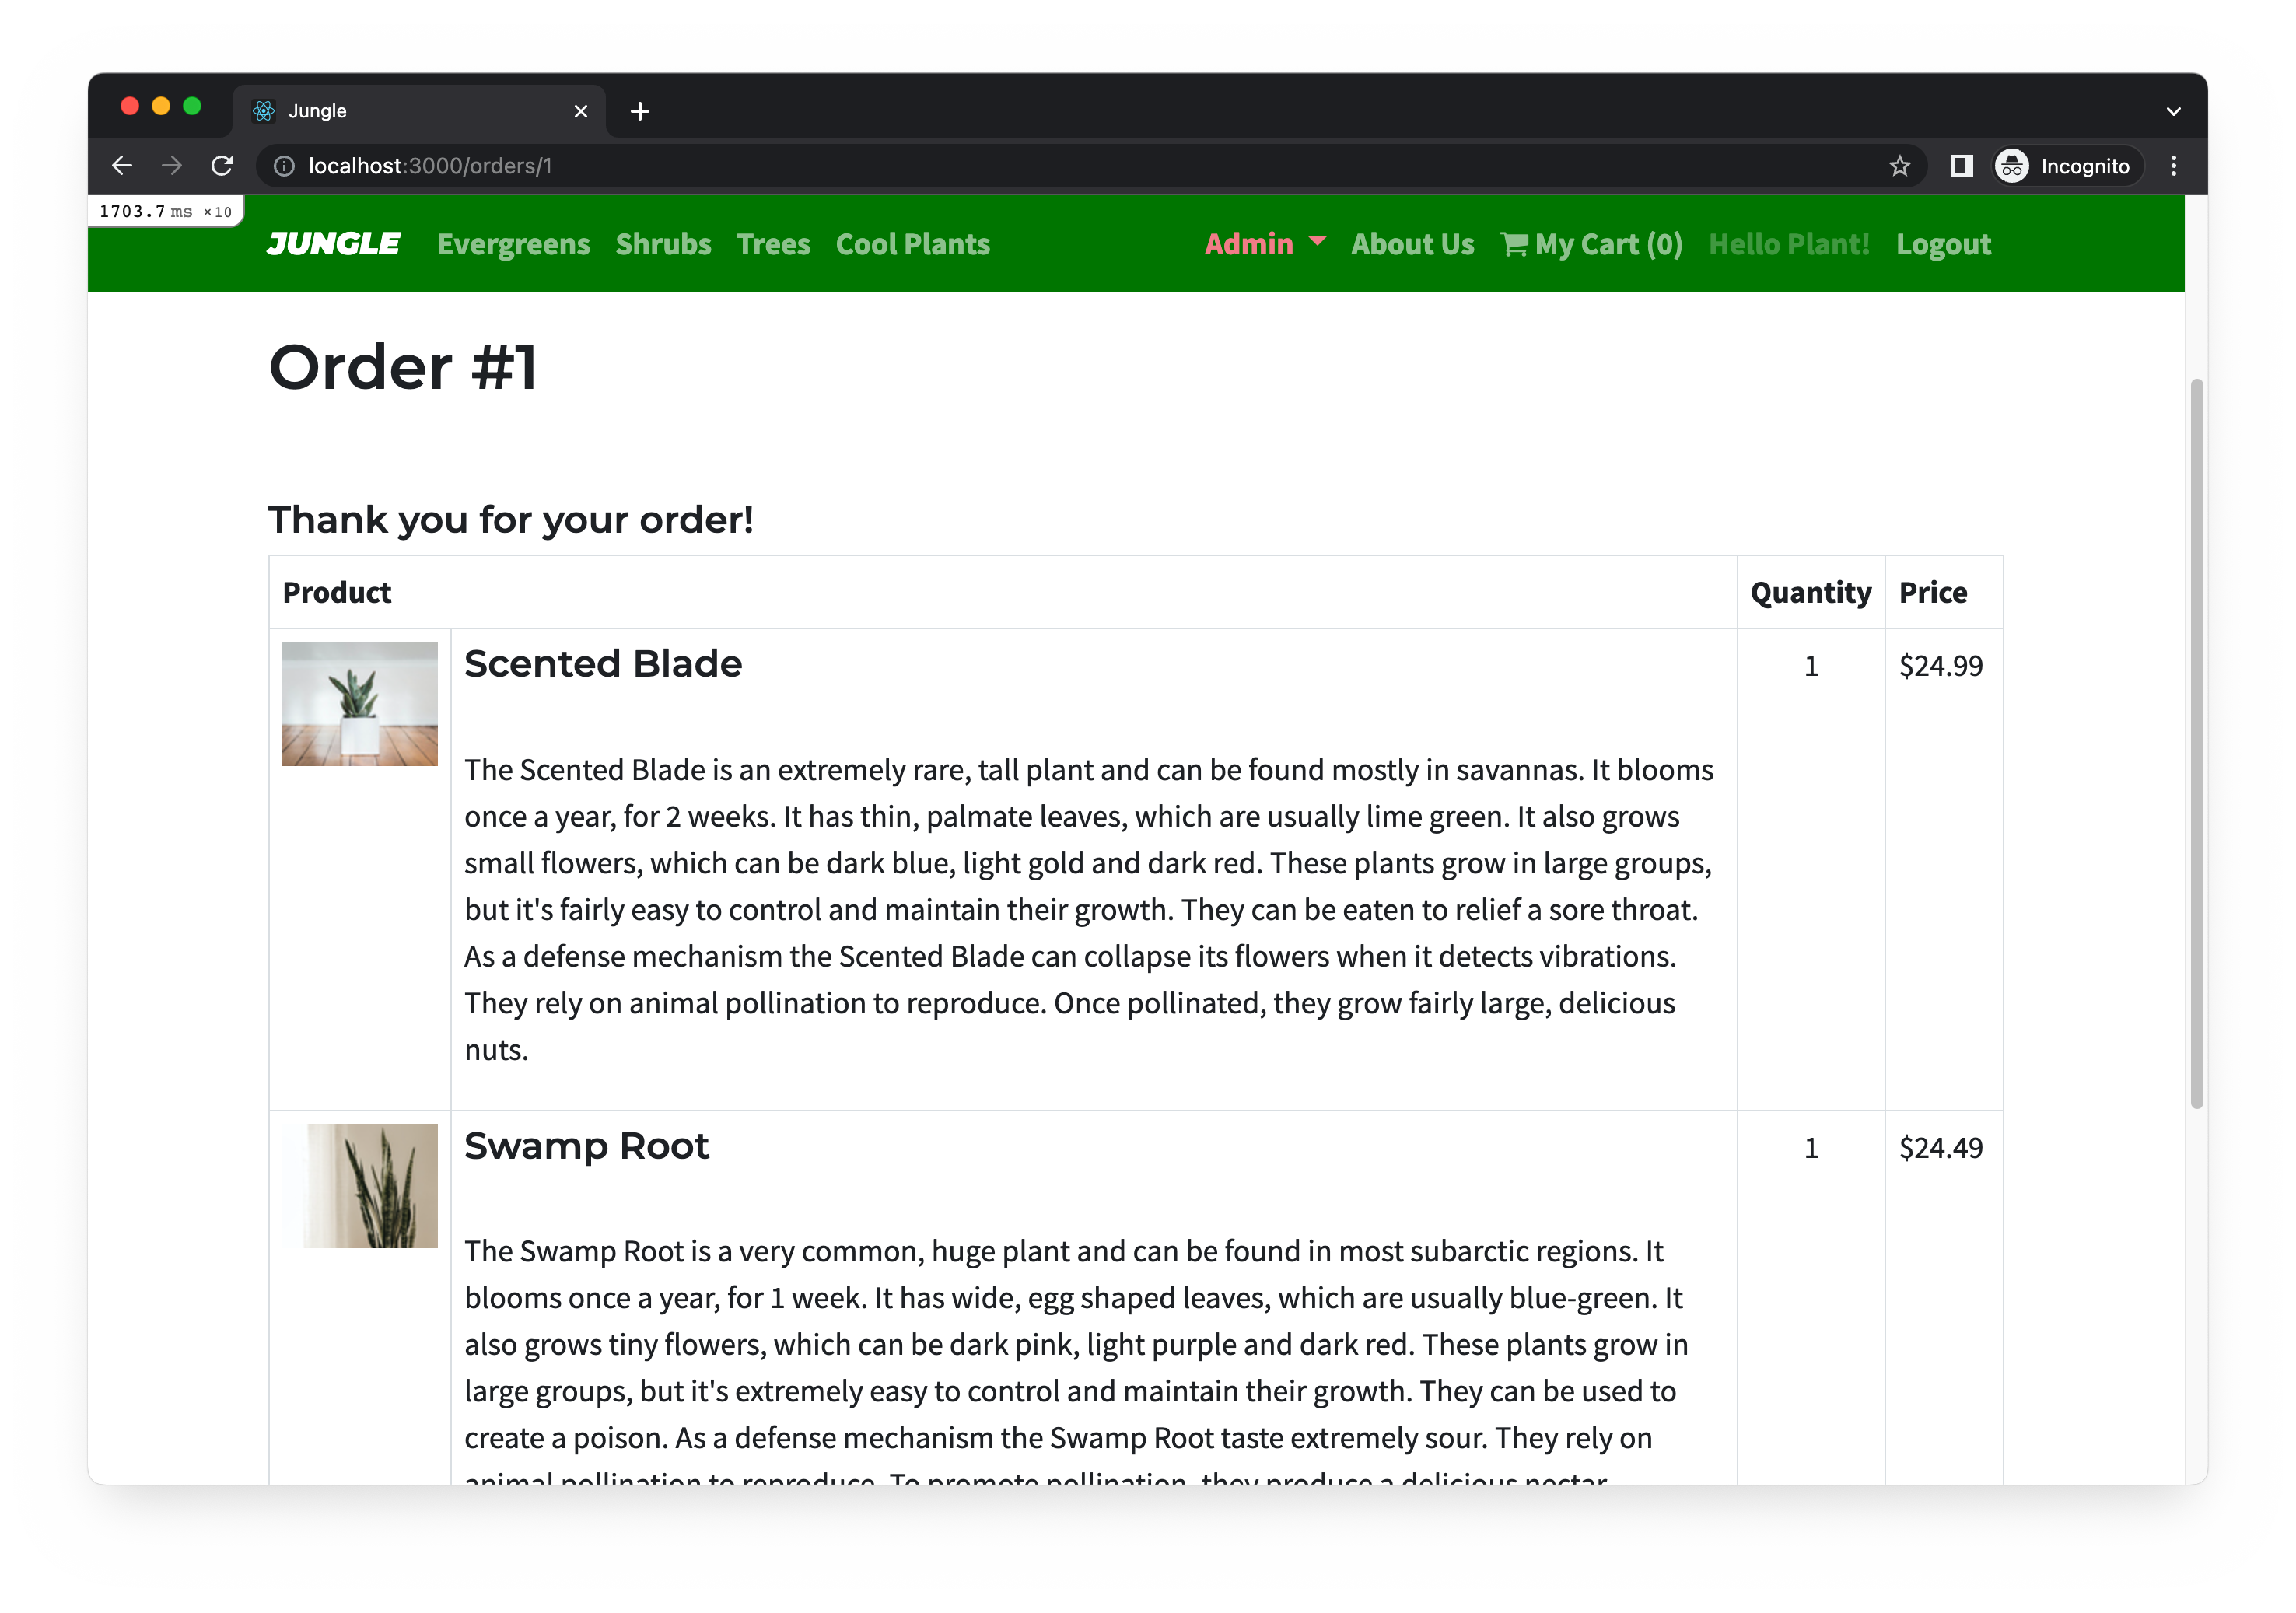 Jungle
localhost:3000/orders/1
Incognito
1703.7 ms ×10
JUNGLE Evergreens Shrubs Trees Cool Plants Admin About Us My Cart (0) Hello Plant! Logout
Order #1
Thank you for your order!
Product Quantity Price
Scented Blade 1 $24.99
The Scented Blade is an extremely rare, tall plant and can be found mostly in savannas. It blooms
once a year, for 2 weeks. It has thin, palmate leaves, which are usually lime green. It also grows
small flowers, which can be dark blue, light gold and dark red. These plants grow in large groups,
but it's fairly easy to control and maintain their growth. They can be eaten to relief a sore throat.
As a defense mechanism the Scented Blade can collapse its flowers when it detects vibrations.
They rely on animal pollination to reproduce. Once pollinated, they grow fairly large, delicious
nuts.
Swamp Root 1 $24.49
The Swamp Root is a very common, huge plant and can be found in most subarctic regions. It
blooms once a year, for 1 week. It has wide, egg shaped leaves, which are usually blue-green. It
also grows tiny flowers, which can be dark pink, light purple and dark red. These plants grow in
large groups, but it's extremely easy to control and maintain their growth. They can be used to
create a poison. As a defense mechanism the Swamp Root taste extremely sour. They rely on
animal pollination to reproduce. To promote pollination, they produce a delicious nectar.